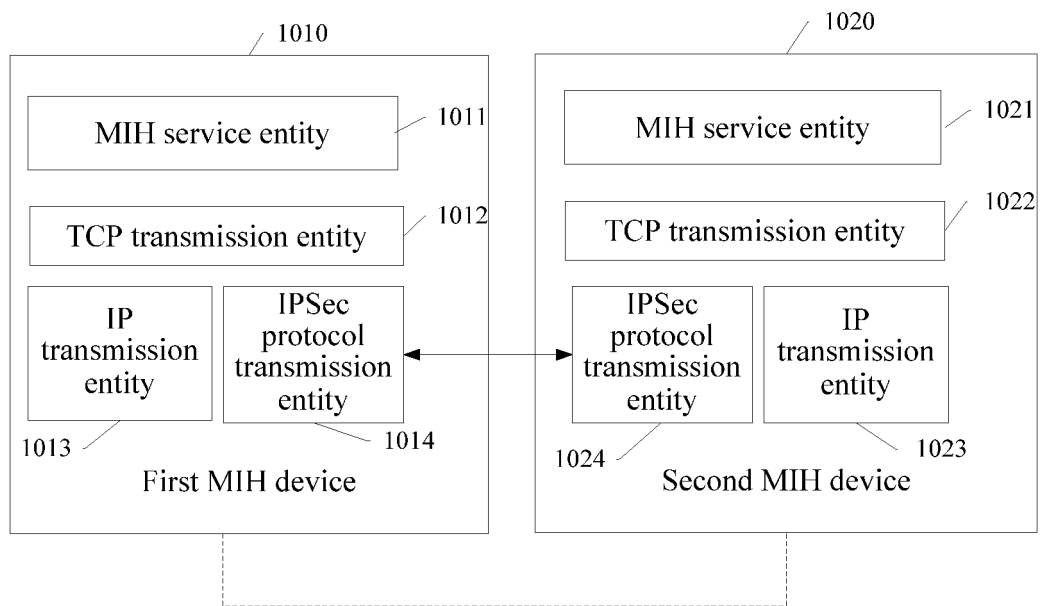 1010
1020
MIH service entity
1011
MIH service entity
1021
TCP transmission entity
1012
TCP transmission entity
1022
IP
transmission
entity
IPSec
protocol
transmission
entity
IPSec
protocol
transmission
entity
IP
transmission
entity
1013
1014
1024
1023
First MIH device
Second MIH device